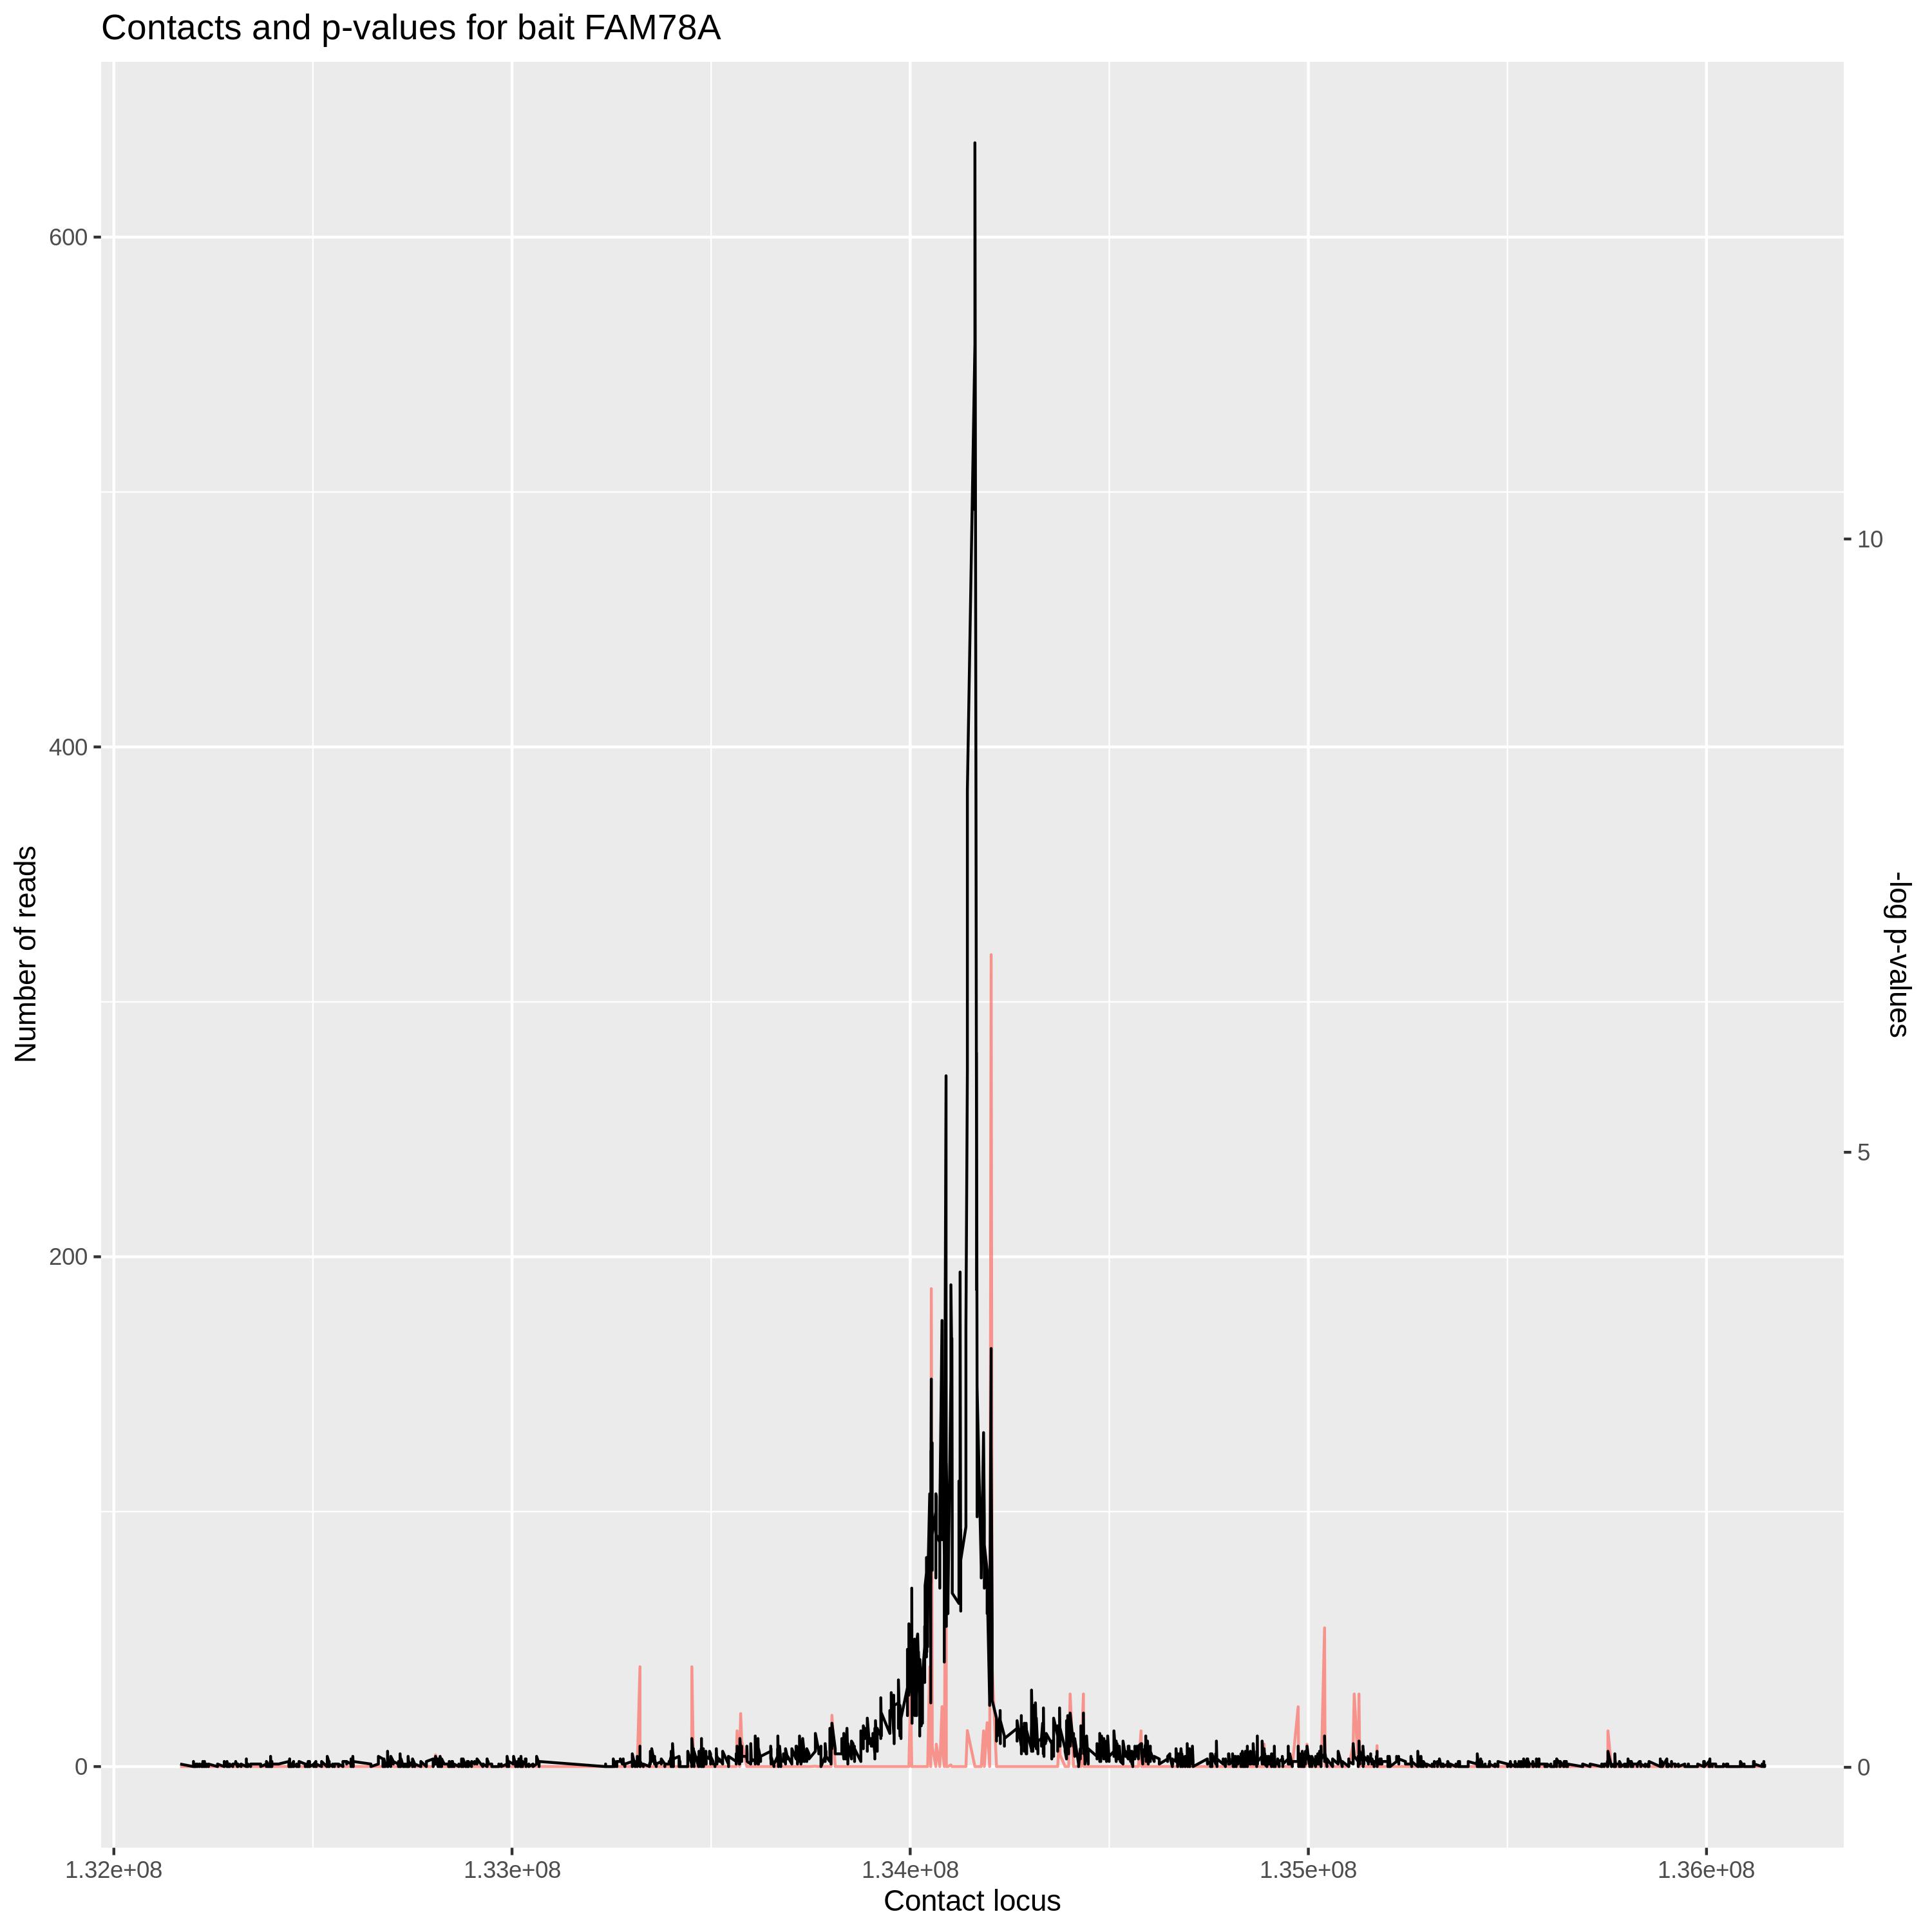 Contacts and p-values for bait FAM78A
Number of reads
600
400
200
0
-log p-values
10
5
0
1.32e+08
1.33e+08
1.34e+08
1.35e+08
1.36e+08
Contact locus